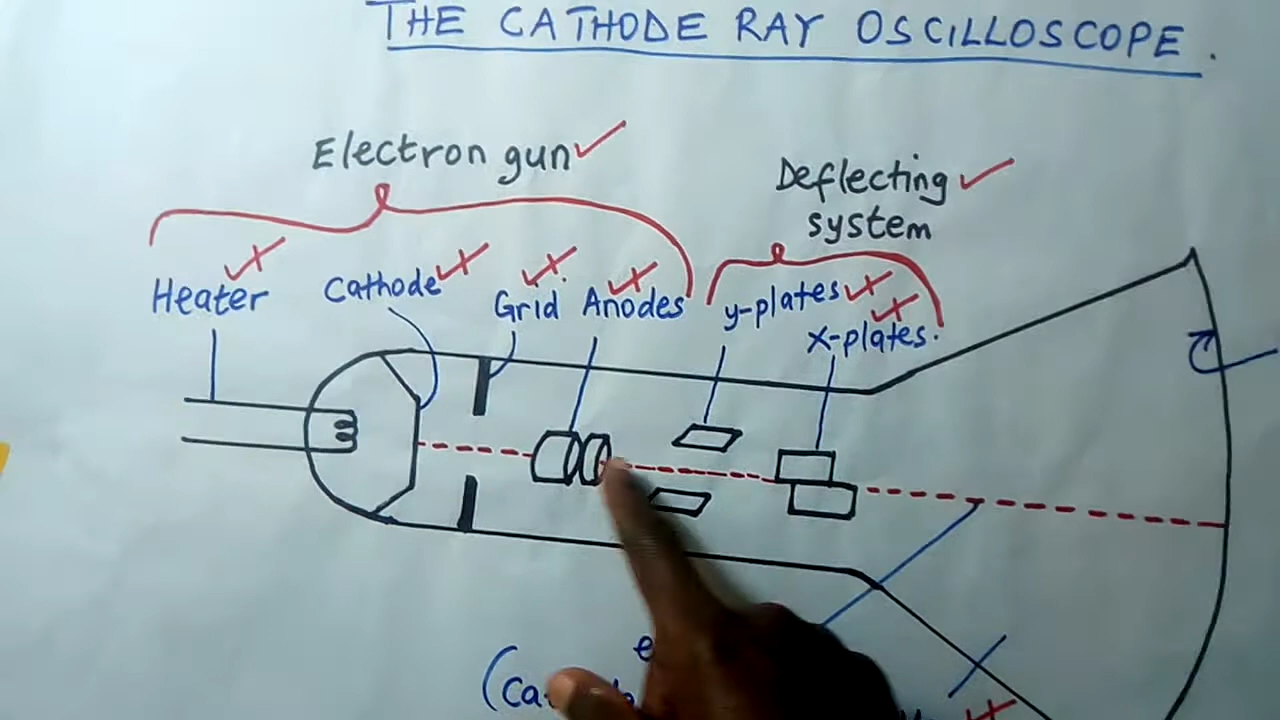 THE CATHODE RAY OSCILLOSCOPE.
Electron gun
Deflecting
system
Heater
Cathode
Grid
Anodes
y-plates
x-plates.